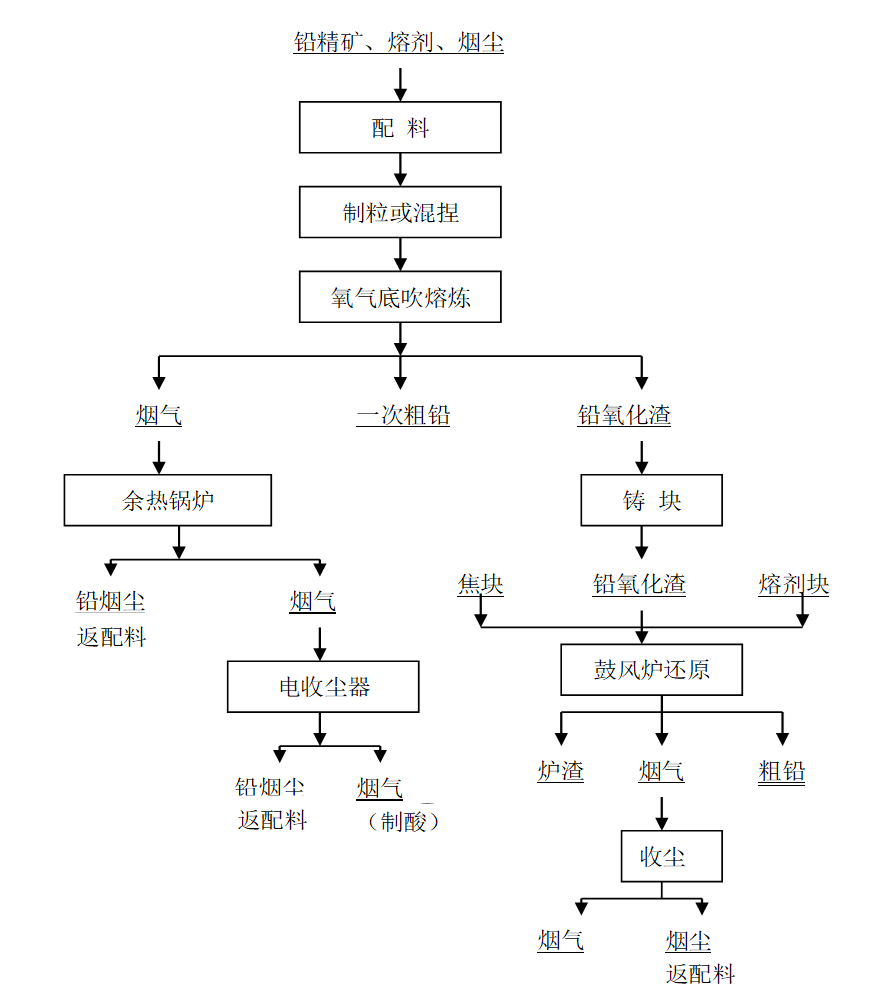 铅精矿、熔剂、烟尘
配 料
制粒或混捏
氧气底吹熔炼
烟气
一次粗铅
铅氧化渣
余热锅炉
铸 块
铅烟尘
返配料
烟气
焦块
铅氧化渣
熔剂块
电收尘器
鼓风炉还原
铅烟尘
返配料
烟气
（制酸）
炉渣
烟气
粗铅
收尘
烟气
烟尘
返配料